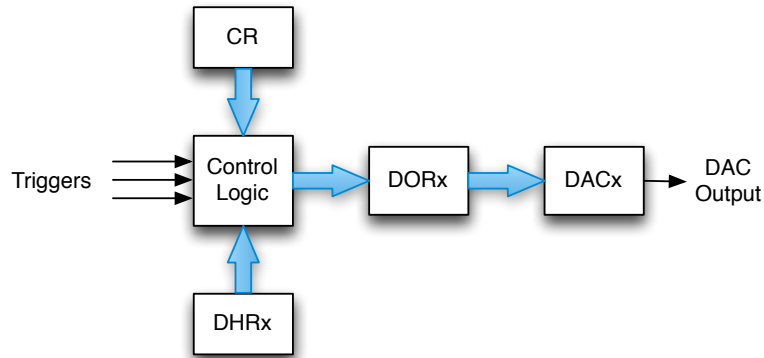 CR
Triggers
Control
Logic
DORx
DACx
DAC
Output
DHRx